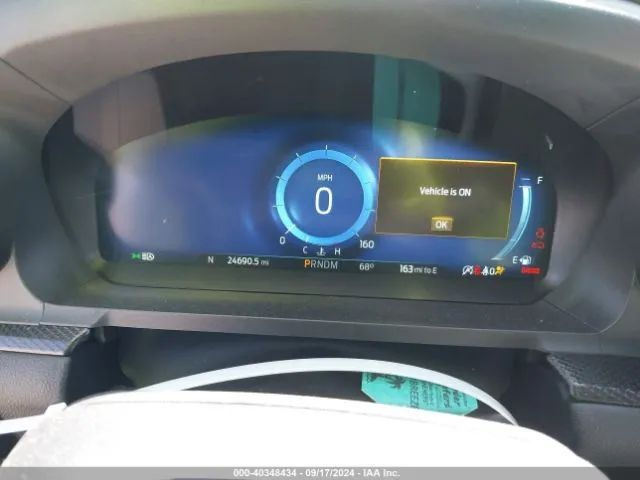 MPH
0
0 160
C H
Vehicle is ON
OK
F
E
N 24690.5 mi PRNDM 68° 163 mi to E
000-40348434 / 09/17/2024 / IAA Inc.